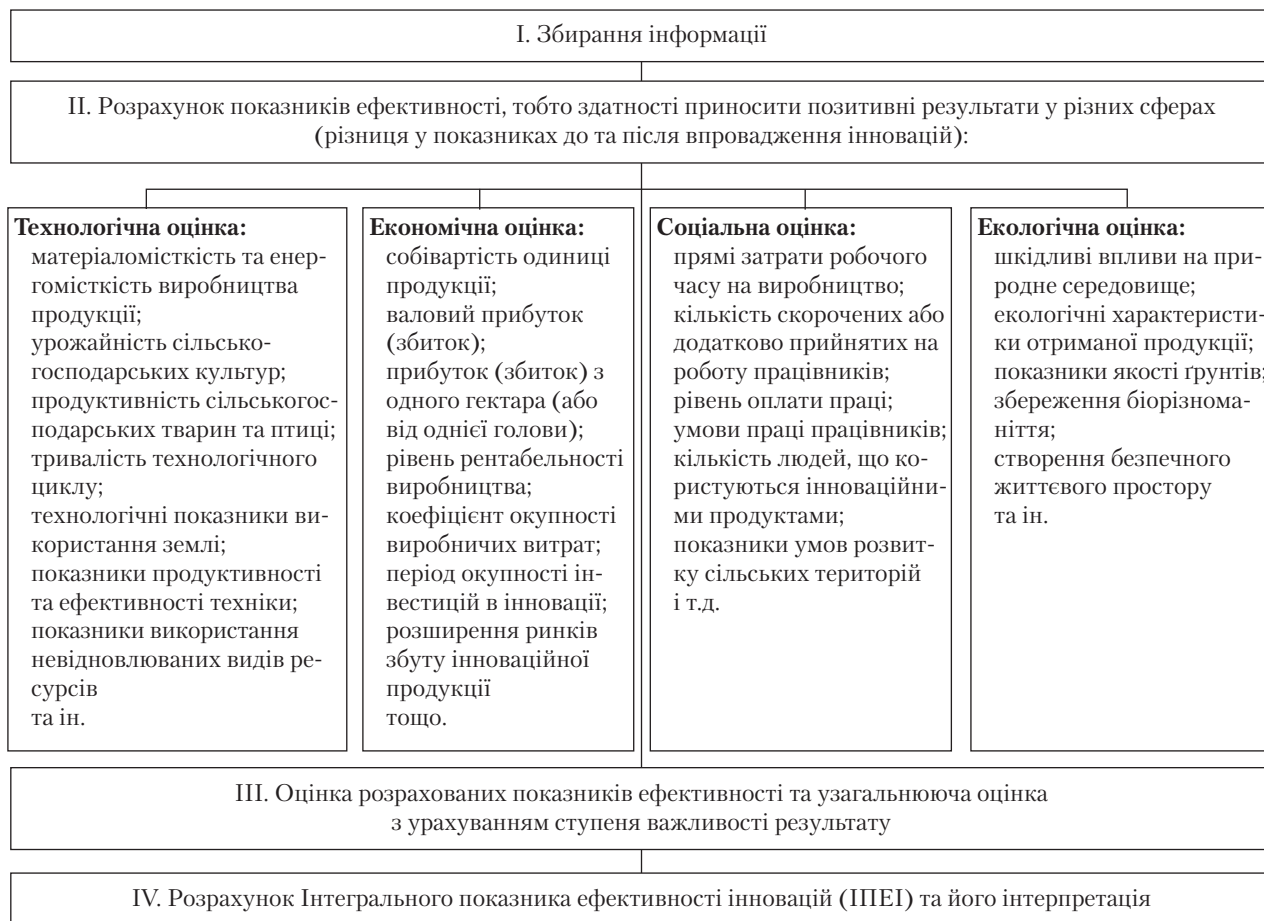 І. Збирання інформації
ІІ. Розрахунок показників ефективності, тобто здатності приносити позитивні результати у різних сферах
(різниця у показниках до та після впровадження інновацій):
Технологічна оцінка:
матеріаломісткість та енер-
гомісткість виробництва
продукції;
урожайність сільсько-
господарських культур;
продуктивність сільськогос-
подарських тварин та птиці;
тривалість технологічного
циклу;
технологічні показники ви-
користання землі;
показники продуктивності
та ефективності техніки;
показники використання
невідновлюваних видів ре-
сурсів
та ін.
Економічна оцінка:
собівартість одиниці
продукції;
валовий прибуток
(збиток);
прибуток (збиток) з
одного гектара (або
від однієї голови);
рівень рентабельності
виробництва;
коефіцієнт окупності
виробничих витрат;
період окупності ін-
вестицій в інновації;
розширення ринків
збуту інноваційної
продукції
тощо.
Соціальна оцінка:
прямі затрати робочого
часу на виробництво;
кількість скорочених або
додатково прийнятих на
роботу працівників;
рівень оплати праці;
умови праці працівників;
кількість людей, що ко-
ристуються інноваційни-
ми продуктами;
показники умов розвит-
ку сільських територій
і т.д.
Екологічна оцінка:
шкідливі впливи на при-
родне середовище;
екологічні характеристи-
ки отриманої продукції;
показники якості ґрунтів;
збереження біорізнома-
ніття;
створення безпечного
життєвого простору
та ін.
ІІІ. Оцінка розрахованих показників ефективності та узагальнююча оцінка
з урахуванням ступеня важливості результату
IV. Розрахунок Інтегрального показника ефективності інновацій (ІПЕІ) та його інтерпретація